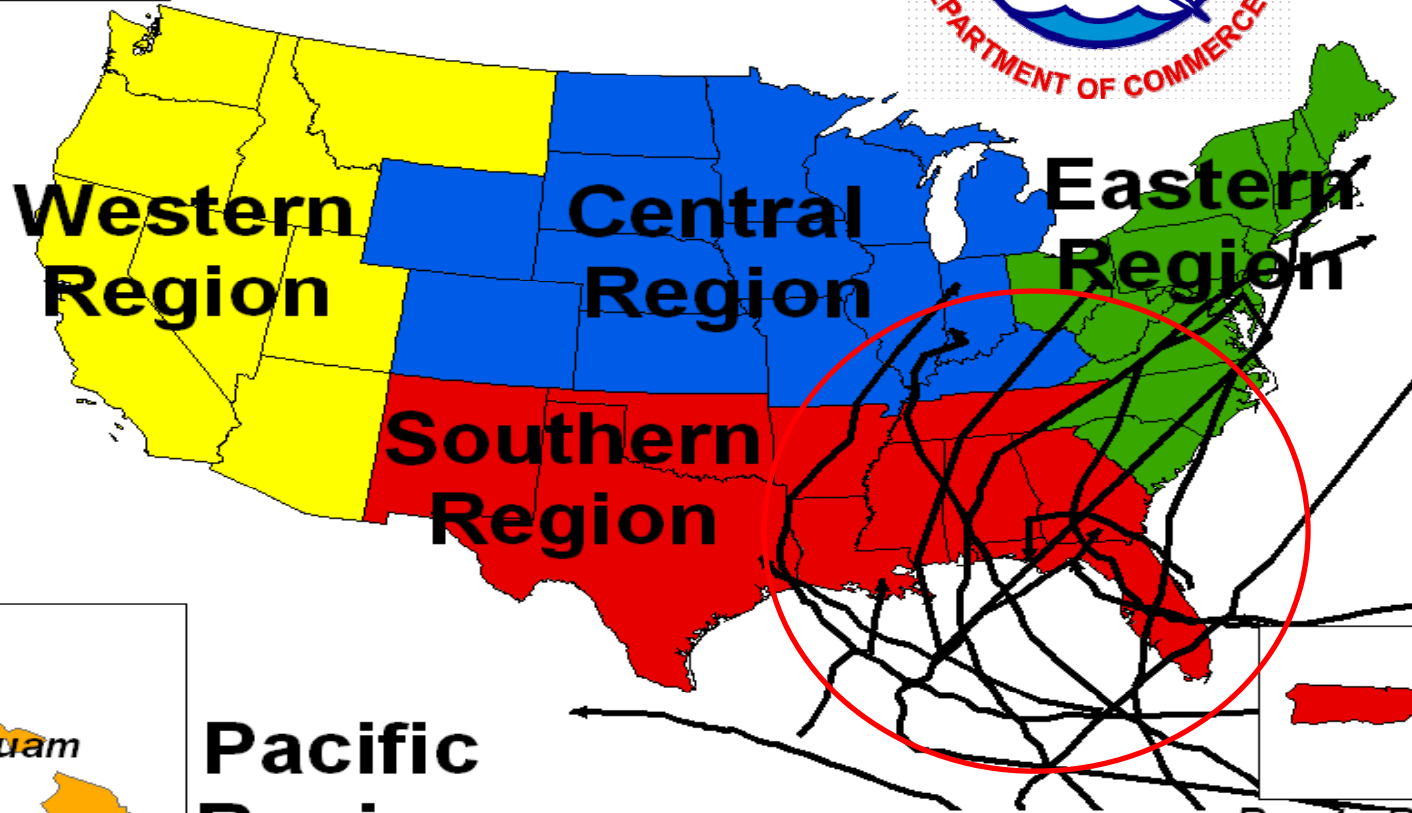 DEPARTMENT OF COMMERCE
Western
Region
Central
Region
Eastern
Region
Southern
Region
uam
Pacific